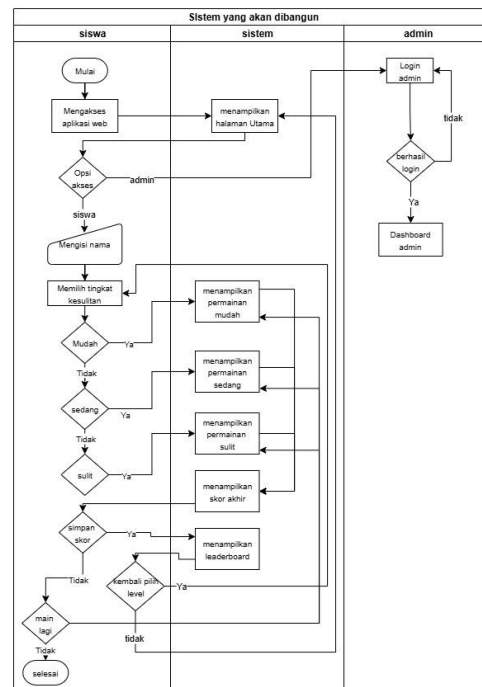 SIstem yang akan dibangun
siswa
sistem
admin
Mulai
Login
admin
Mengakses
aplikasi web
menampilkan
halaman Utama
tidak
berhasil
login
Opsi
akses
admin
siswa
Ya
Dashboard
admin
Mengisi nama
Memilih tingkat
kesulitan
menampilkan
permainan
mudah
Mudah
Ya
Tidak
menampilkan
permainan
sedang
sedang
Ya
Tidak
menampilkan
permainan
sulit
sulit
Ya
menampilkan
skor akhir
simpan
skor
Ya
menampilkan
leaderboard
Tidak
kembali pilih
level
Ya
main
lagi
tidak
Tidak
selesai